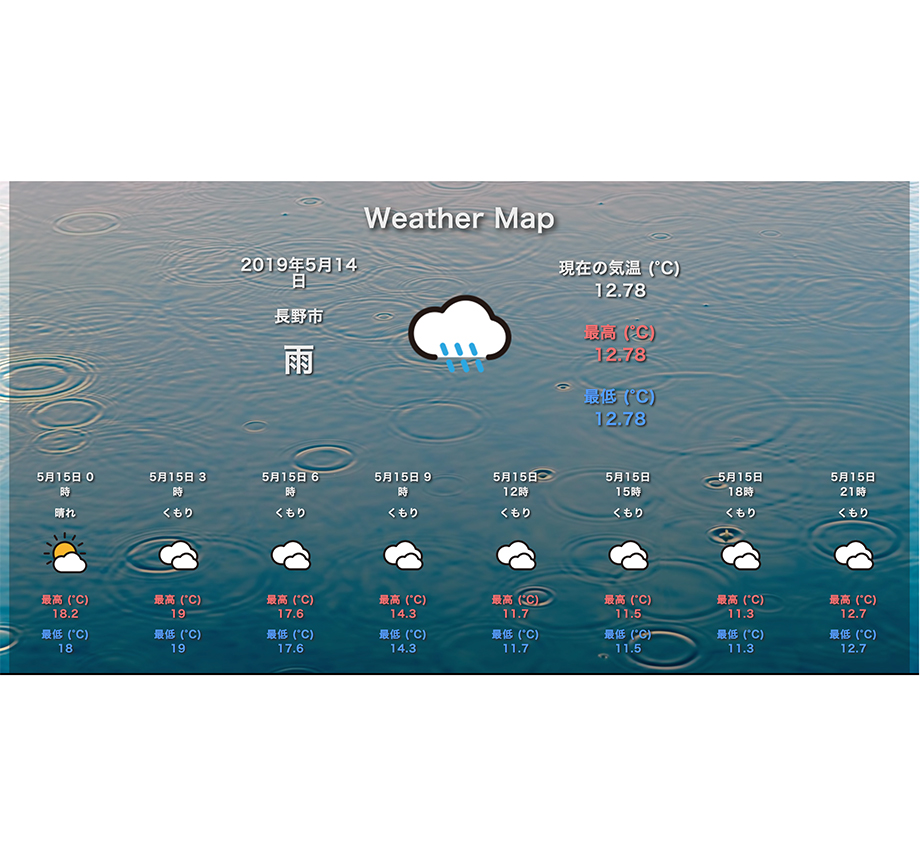 Weather Map
2019年5月14
日
長野市
雨
現在の気温 (°C)
12.78
最高 (°C)
12.78
最低 (°C)
12.78
5月15日 0
時
晴れ
最高 (°C)
18.2
最低 (°C)
18
5月15日 3
時
くもり
最高 (°C)
19
最低 (°C)
19
5月15日 6
時
くもり
最高 (°C)
17.6
最低 (°C)
17.6
5月15日 9
時
くもり
最高 (°C)
14.3
最低 (°C)
14.3
5月15日
12時
くもり
最高 (°C)
11.7
最低 (°C)
11.7
5月15日
15時
くもり
最高 (°C)
11.5
最低 (°C)
11.5
5月15日
18時
くもり
最高 (°C)
11.3
最低 (°C)
11.3
5月15日
21時
くもり
最高 (°C)
12.7
最低 (°C)
12.7